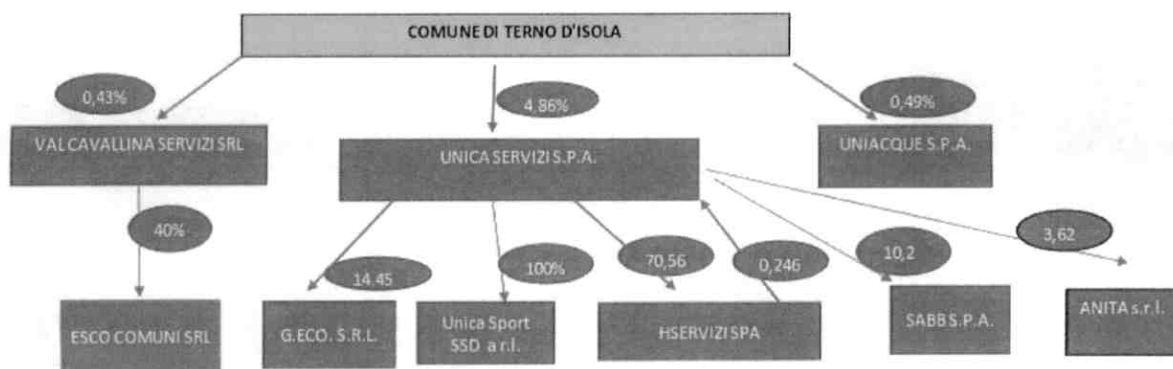 COMUNE DI TERNO D'ISOLA
0,43%
4,86%
0,49%
VAL CAVALLINA SERVIZI SRL
UNICA SERVIZI S.P.A.
UNIACQUE S.P.A.
40%
14.45
100%
70,56
0,246
10,2
3,62
ESCO COMUNI SRL
G.ECO. S.R.L.
Unica Sport
SSD a r.l.
HSERVIZI SPA
SABB S.P.A.
ANITA s.r.l.